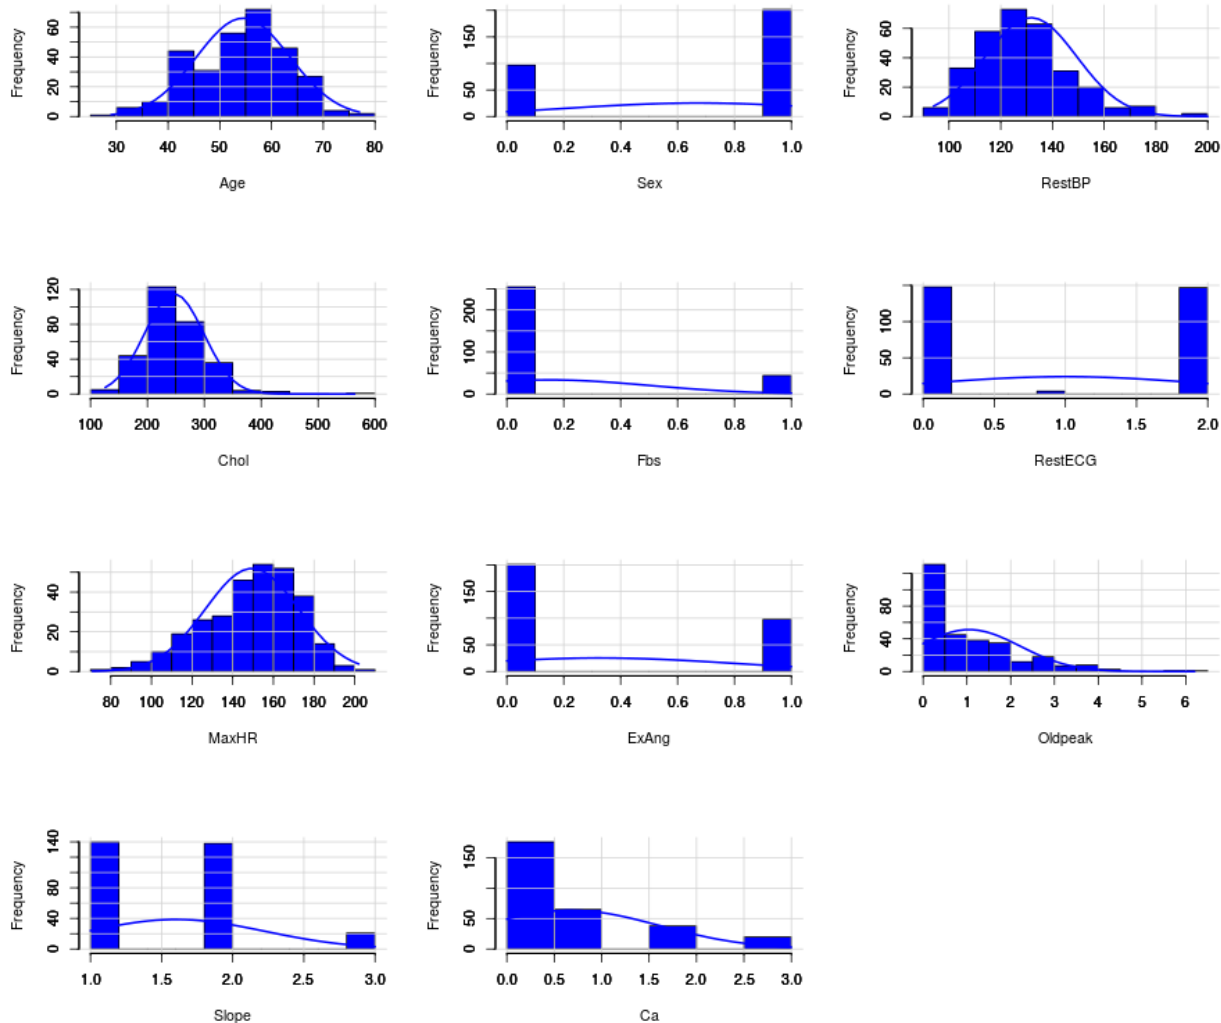 Frequency
0 20 40 60
30 40 50 60 70 80
Age
Frequency
0 50 150
0.0 0.2 0.4 0.6 0.8 1.0
Sex
Frequency
0 20 40 60
100 120 140 160 180 200
RestBP
Frequency
0 40 80 120
100 200 300 400 500 600
Chol
Frequency
0 50 100 200
0.0 0.2 0.4 0.6 0.8 1.0
Fbs
Frequency
0 50 100
0.0 0.5 1.0 1.5 2.0
RestECG
Frequency
0 20 40
80 100 120 140 160 180 200
MaxHR
Frequency
0 50 150
0.0 0.2 0.4 0.6 0.8 1.0
ExAng
Frequency
0 40 80
0 1 2 3 4 5 6
Oldpeak
Frequency
0 40 80 140
1.0 1.5 2.0 2.5 3.0
Slope
Frequency
0 50 150
0.0 0.5 1.0 1.5 2.0 2.5 3.0
Ca